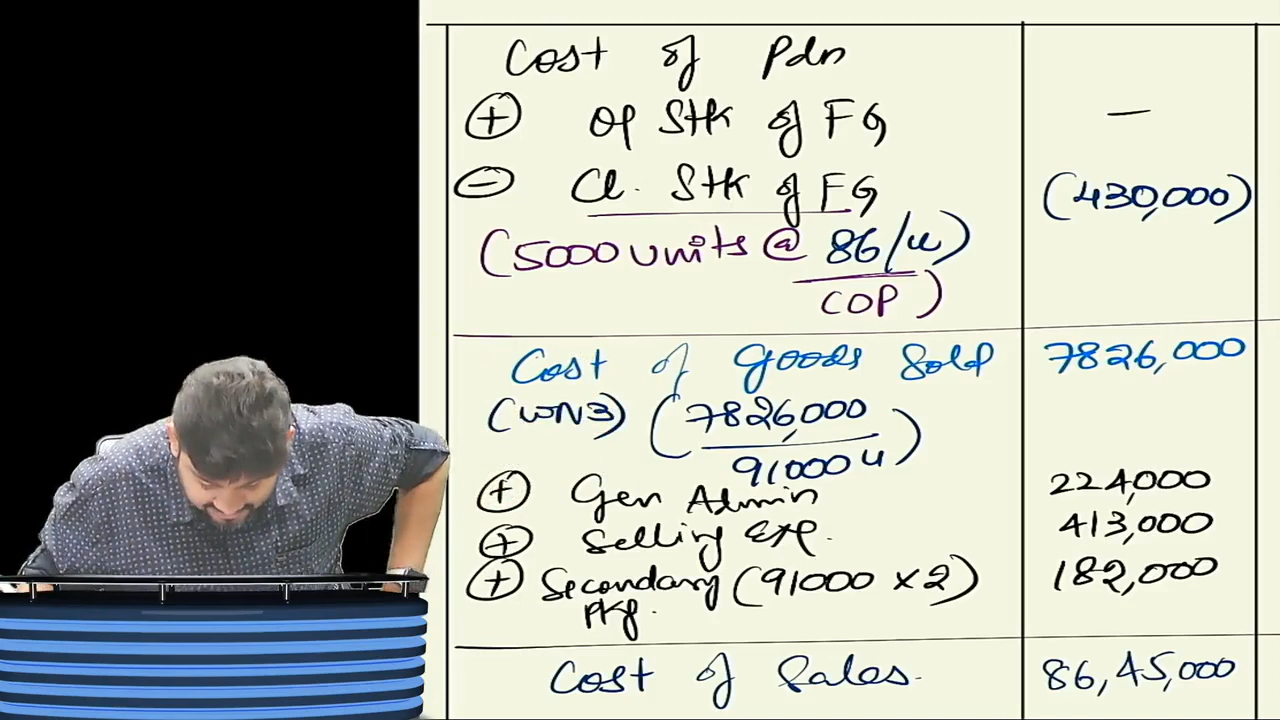 Cost of Pdn
+ Op Stk of FG —
- Cl. Stk of FG (430,000)
(5000 units @ 86/u)
COP)
Cost of Goods Sold 7826,000
(WN3) (7826,000
91000 u)
+ Gen Admin 224,000
+ Selling Exp. 413,000
+ Secondary (91000 x 2) 182,000
Pkg.
Cost of Sales. 86,45,000